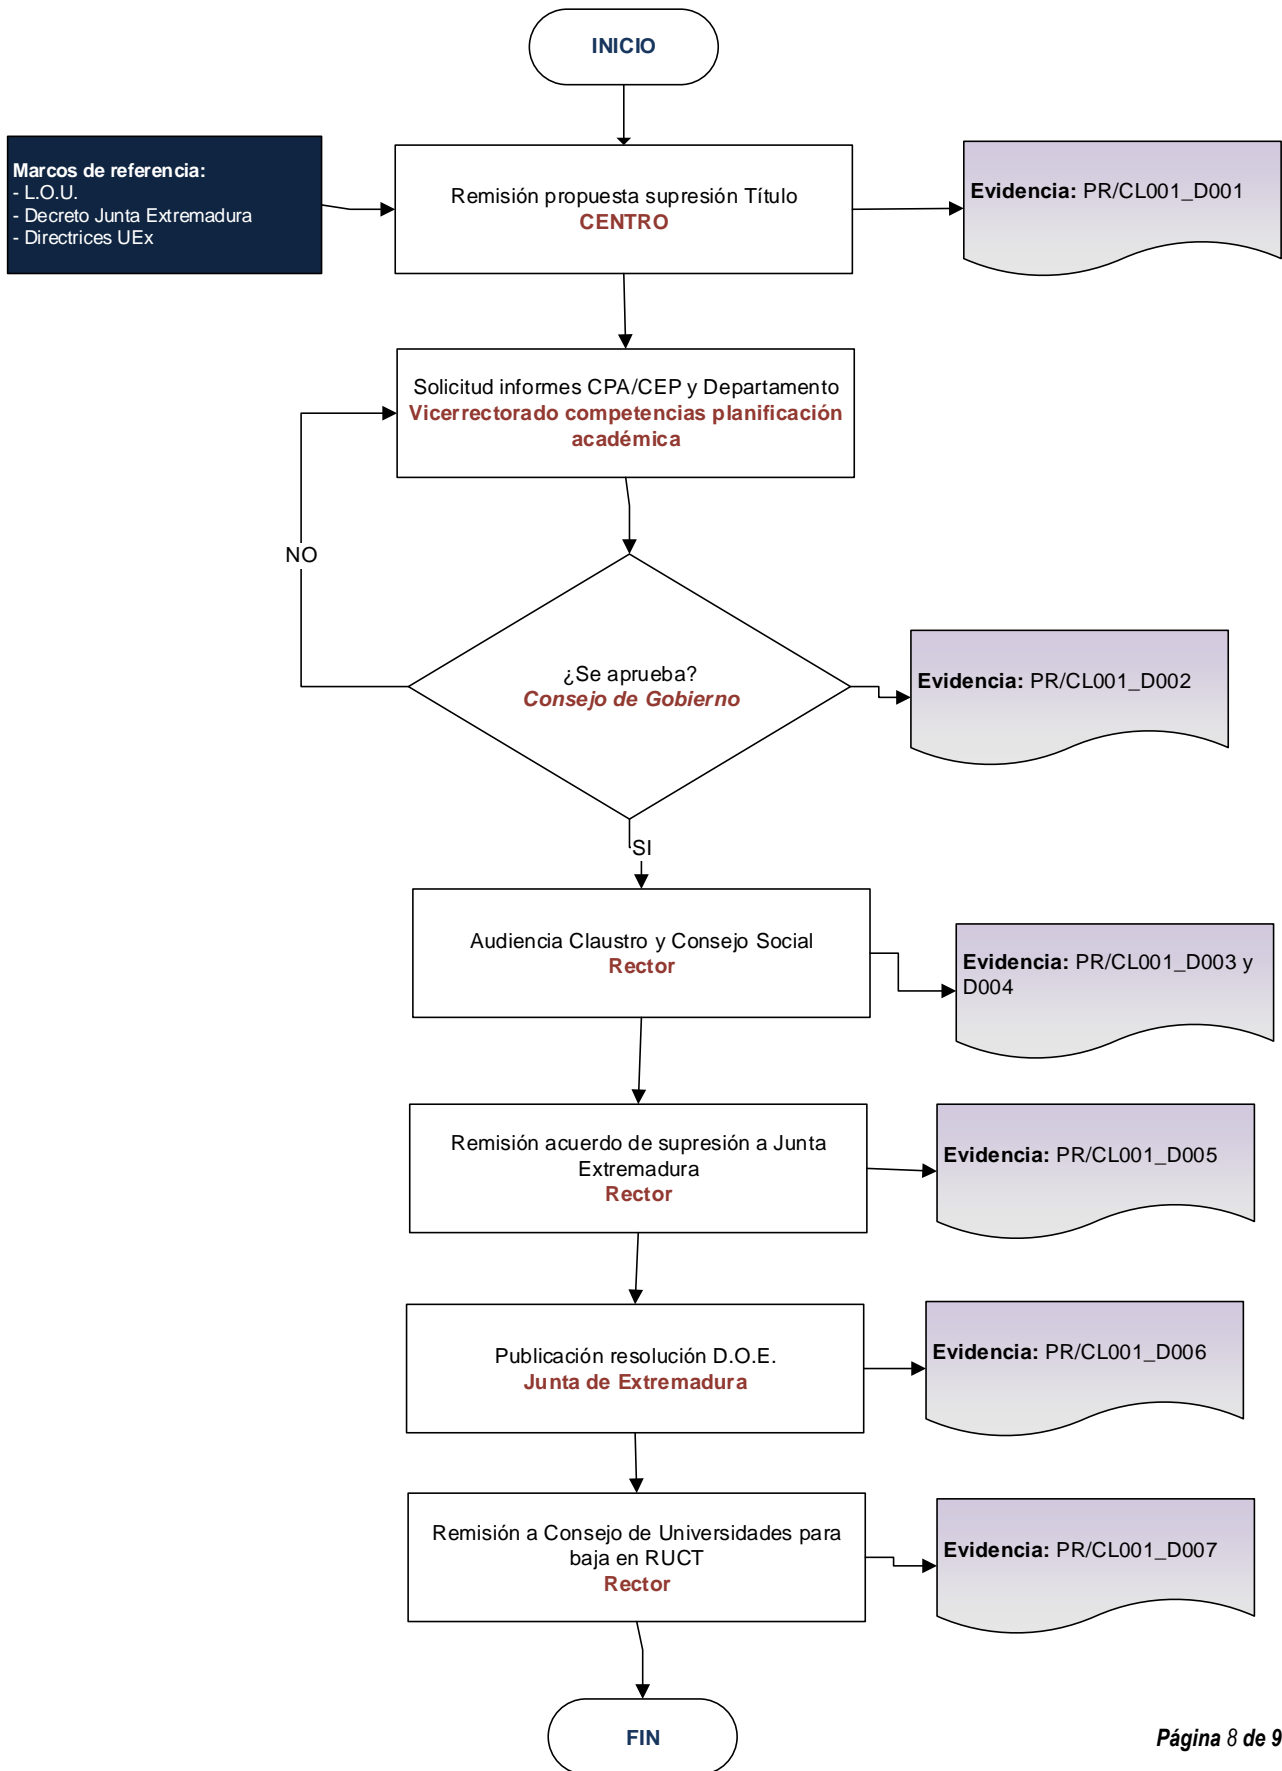 INICIO
Marcos de referencia:
- L.O.U.
- Decreto Junta Extremadura
- Directrices UEx
Remisión propuesta supresión Título
CENTRO
Evidencia: PR/CL001_D001
Solicitud informes CPA/CEP y Departamento
Vicerrectorado competencias planificación
académica
NO
¿Se aprueba?
Consejo de Gobierno
Evidencia: PR/CL001_D002
SI
Audiencia Claustro y Consejo Social
Rector
Evidencia: PR/CL001_D003 y
D004
Remisión acuerdo de supresión a Junta
Extremadura
Rector
Evidencia: PR/CL001_D005
Publicación resolución D.O.E.
Junta de Extremadura
Evidencia: PR/CL001_D006
Remisión a Consejo de Universidades para
baja en RUCT
Rector
Evidencia: PR/CL001_D007
FIN
Página 8 de 9